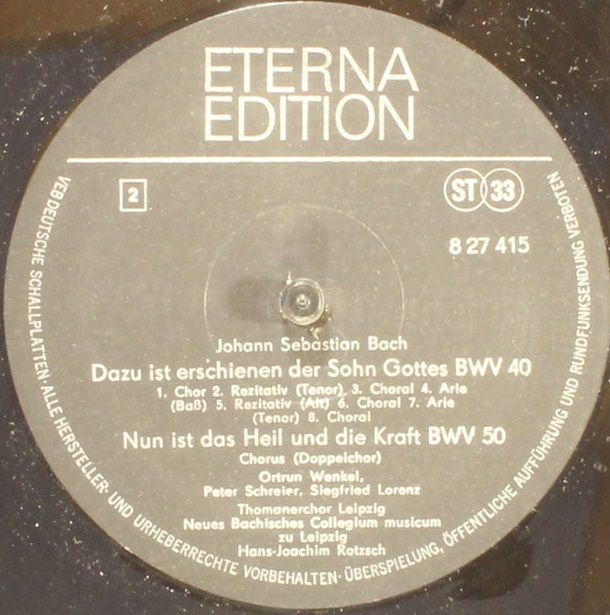 ETERNA
EDITION
2
ST 33
8 27 415
Johann Sebastian Bach
Dazu ist erschienen der Sohn Gottes BWV 40
1. Chor 2. Rezitativ (Tenor) 3. Choral 4. Arie
(Baß) 5. Rezitativ (Alt) 6. Choral 7. Arie
(Tenor) 8. Choral
Nun ist das Heil und die Kraft BWV 50
Chorus (Doppelchor)
Ortrun Wenkel,
Peter Schreier, Siegfried Lorenz
Thomanerchor Leipzig
Neues Bachisches Collegium musicum
zu Leipzig
Hans-Joachim Rotzsch
VEB DEUTSCHE SCHALLPLATTEN · ALLE HERSTELLER- UND URHEBERRECHTE VORBEHALTEN · ÜBERSPIELUNG, ÖFFENTLICHE AUFFÜHRUNG UND RUNDFUNKSENDUNG VERBOTEN